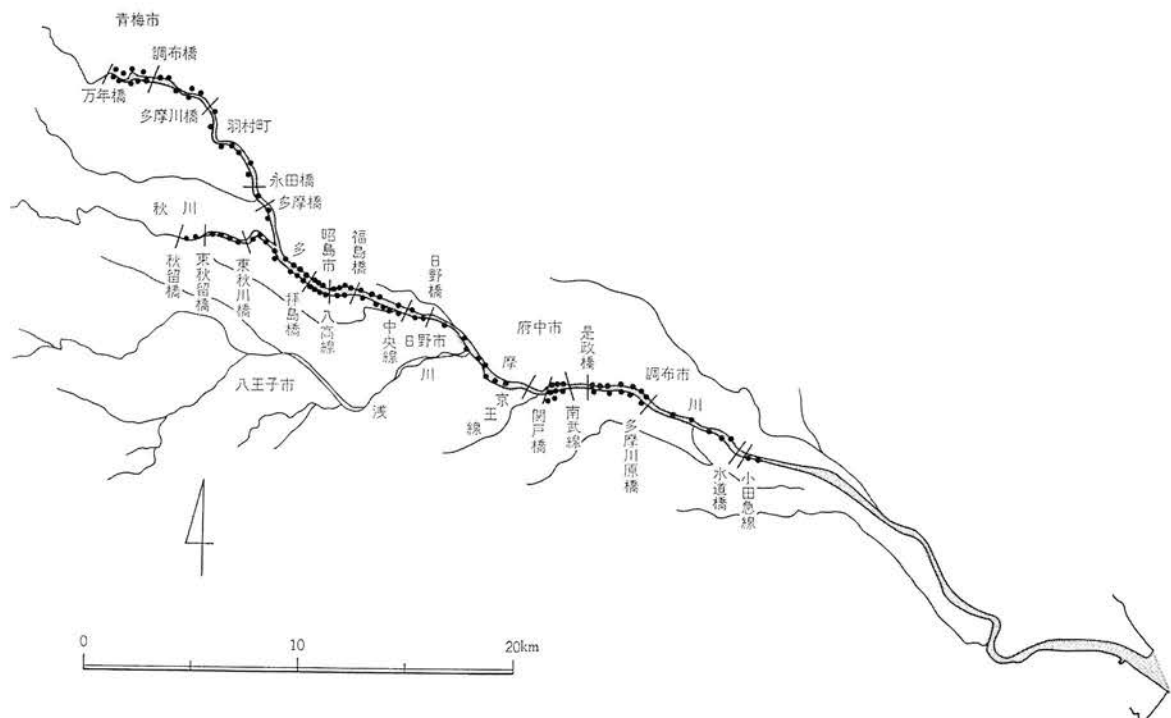 青梅市
調布橋
万年橋
多摩川橋
羽村町
永田橋
多摩橋
秋川
秋留橋
東秋留橋
東秋川橋
多
昭島市
福島橋
日野橋
拝島橋
八高線
中央線
日野市
川
八王子市
浅
摩
府中市
是政橋
調布市
川
京王線
関戸橋
南武線
多摩川原橋
水道橋
小田急線
0
10
20km